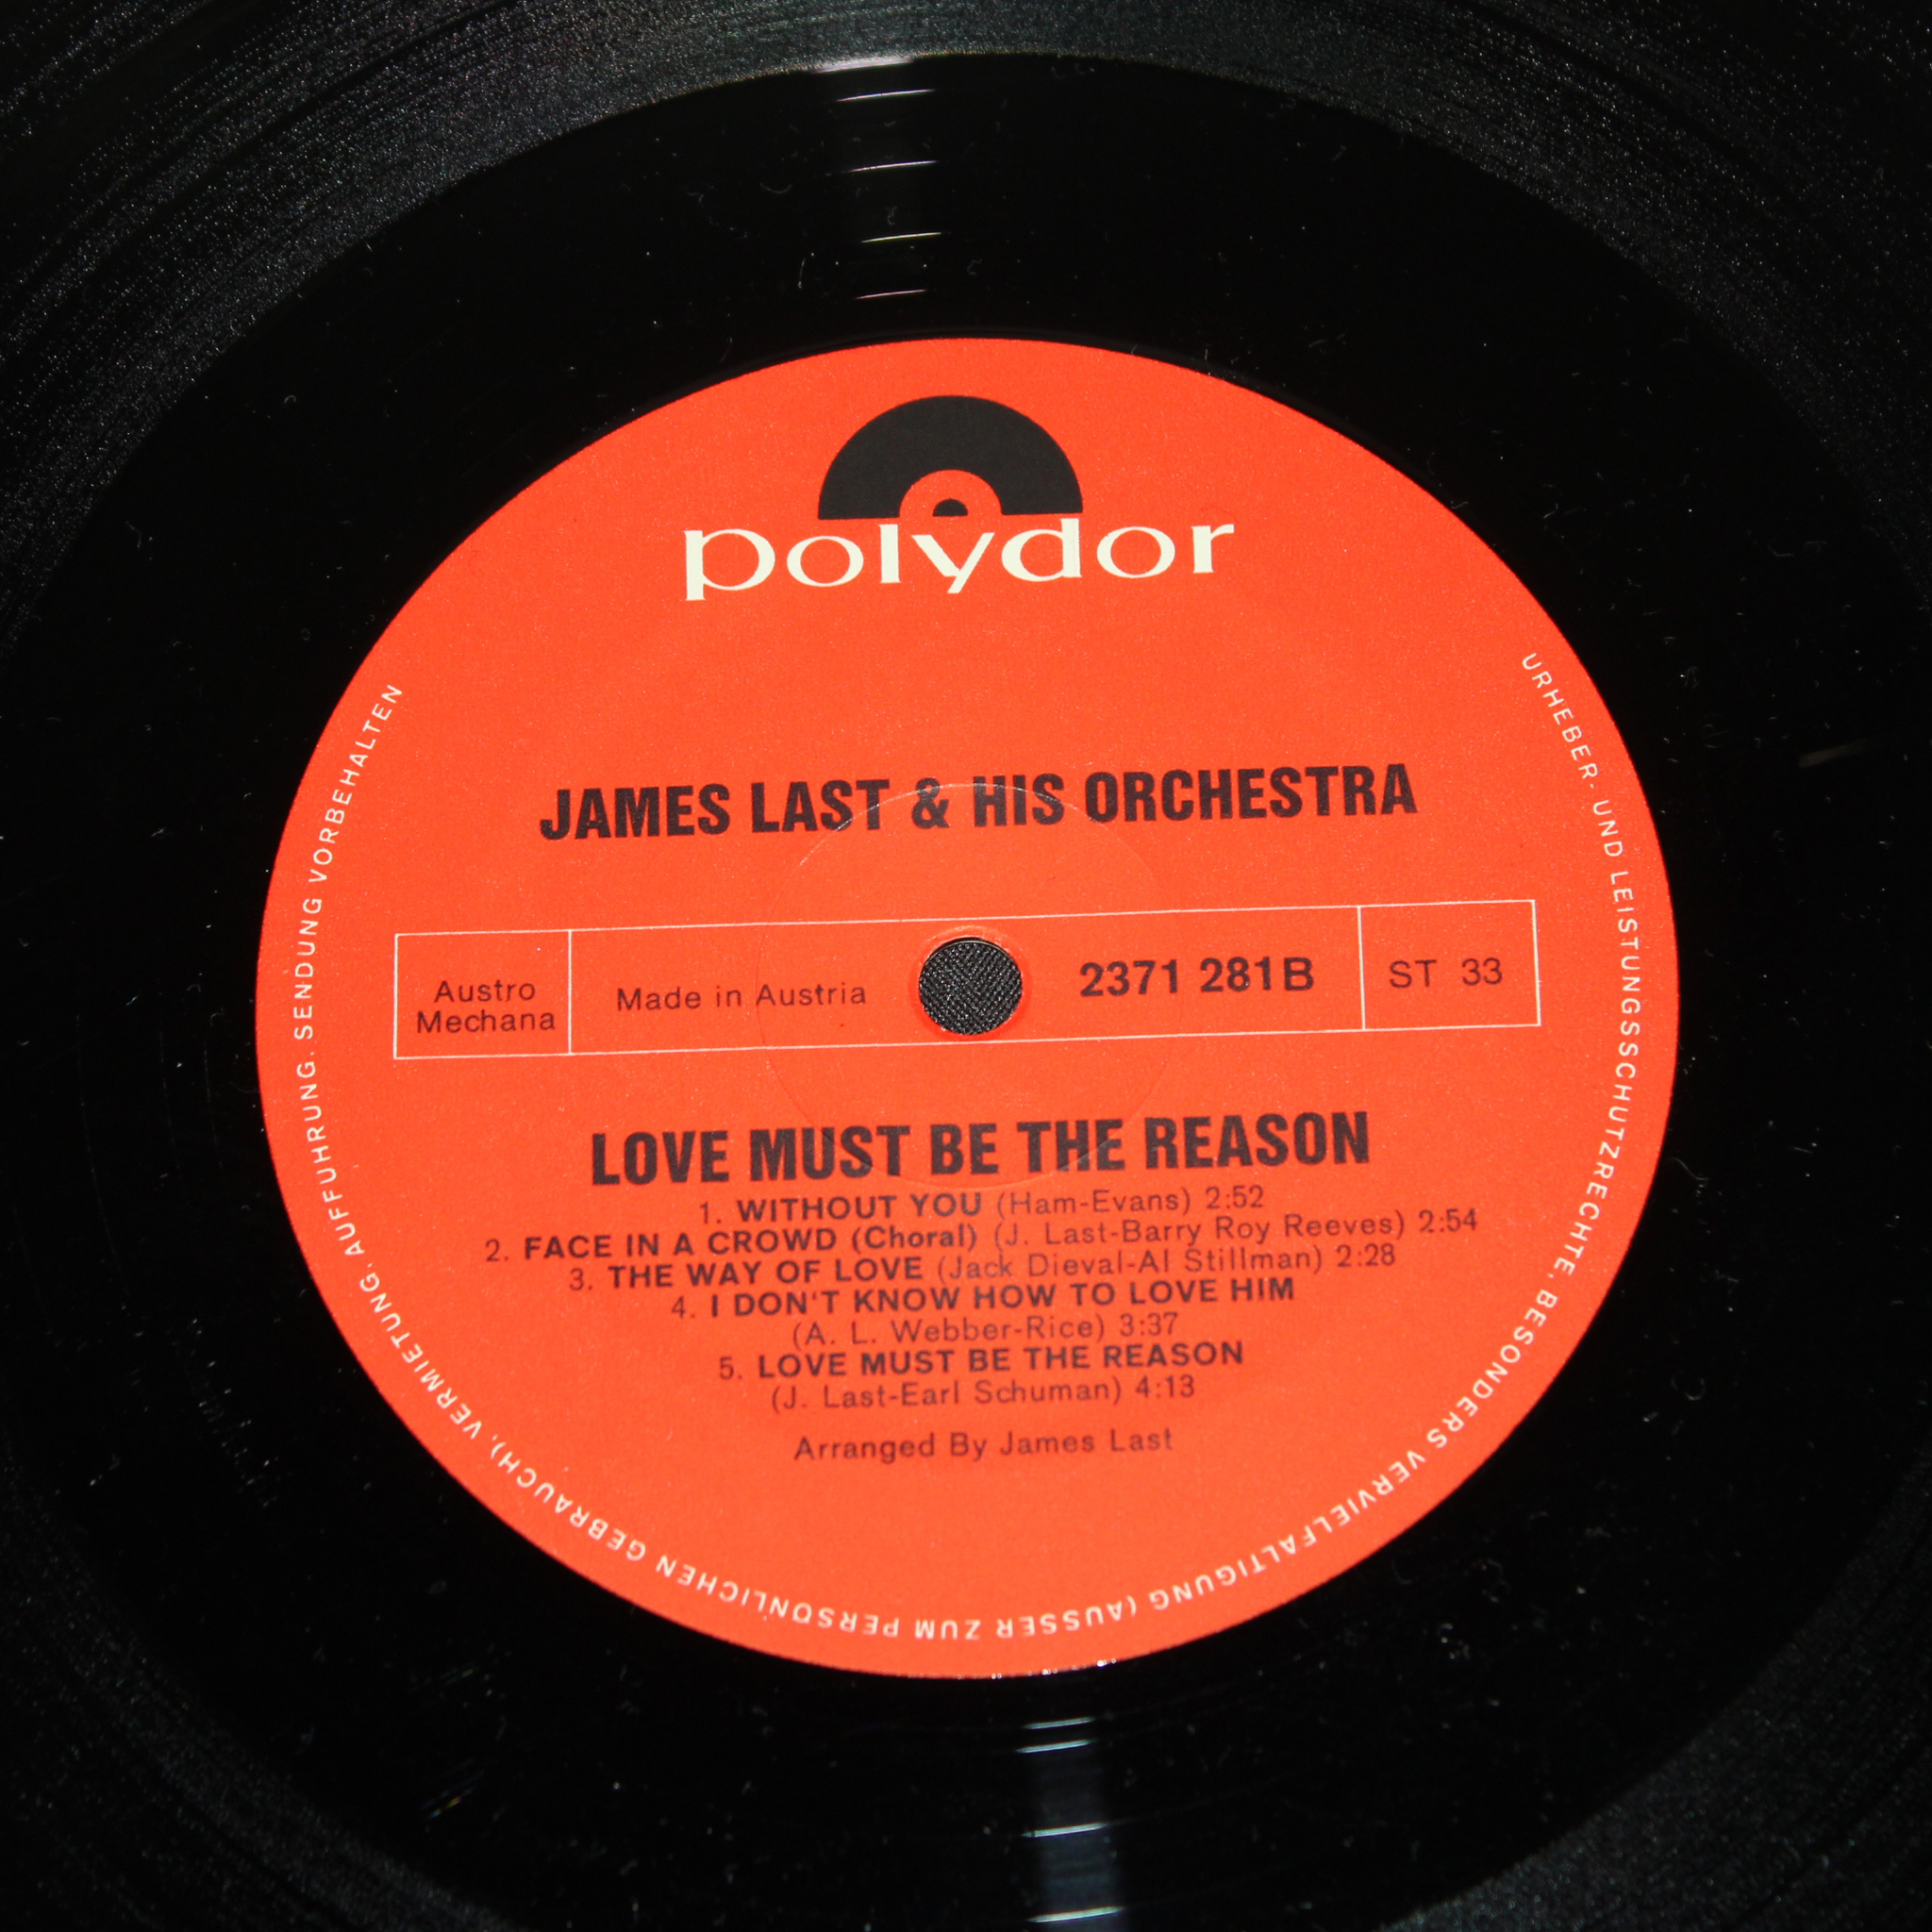 polydor
JAMES LAST & HIS ORCHESTRA
Austro
Mechana
Made in Austria
2371 281 B
ST 33
LOVE MUST BE THE REASON
1. WITHOUT YOU (Ham-Evans) 2:52
2. FACE IN A CROWD (Choral) (J. Last-Barry Roy Reeves) 2:54
3. THE WAY OF LOVE (Jack Dieval-Al Stillman) 2:28
4. I DON'T KNOW HOW TO LOVE HIM
(A. L. Webber-Rice) 3:37
5. LOVE MUST BE THE REASON
(J. Last-Earl Schuman) 4:13
Arranged By James Last
URHEBER- UND LEISTUNGSSCHUTZRECHTE, BESONDERS VERVIELFÄLTIGUNG (AUSSER ZUM PERSÖNLICHEN GEBRAUCH), VERMIETUNG, AUFFÜHRUNG, SENDUNG VORBEHALTEN